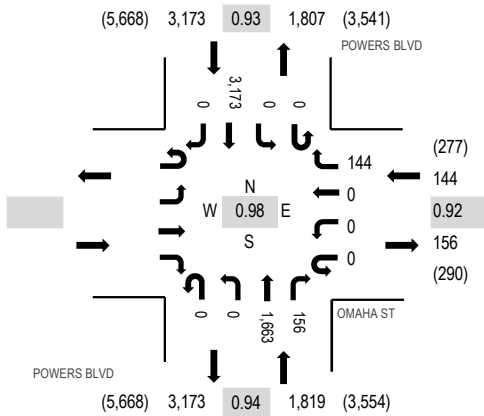 (5,668) 3,173 0.93 1,807 (3,541)
POWERS BLVD
0 3,173 0 0
(277)
144 144
0
0.92
0
156
0
(290)
N
W 0.98 E
S
0 0 1,663 156
OMAHA ST
POWERS BLVD
(5,668) 3,173 0.94 1,819 (3,554)